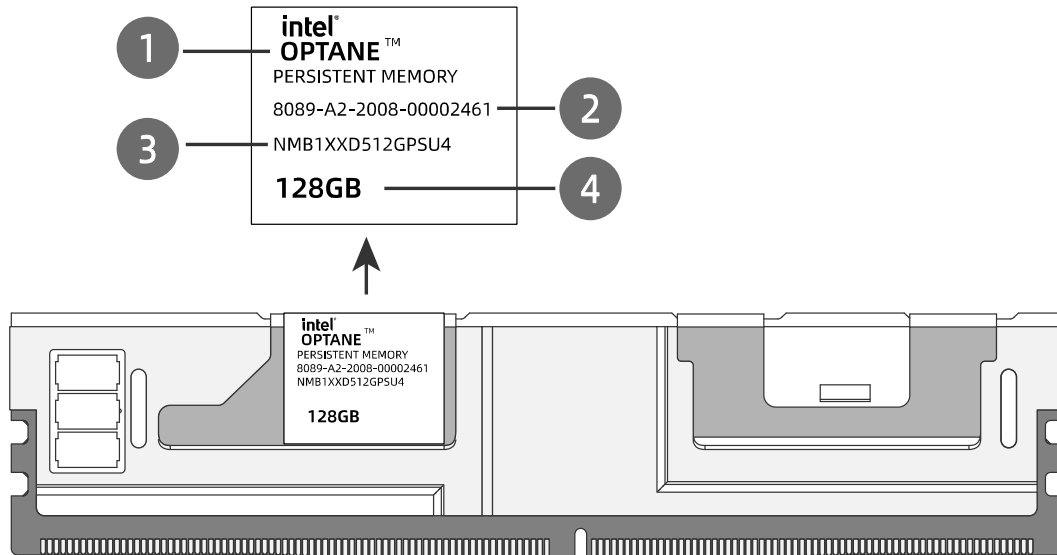 intel®
1
OPTANE™
PERSISTENT MEMORY
8089-A2-2008-00002461
2
3
NMB1XXD512GPSU4
128GB
4
intel®
OPTANE™
PERSISTENT MEMORY
8089-A2-2008-00002461
NMB1XXD512GPSU4
128GB